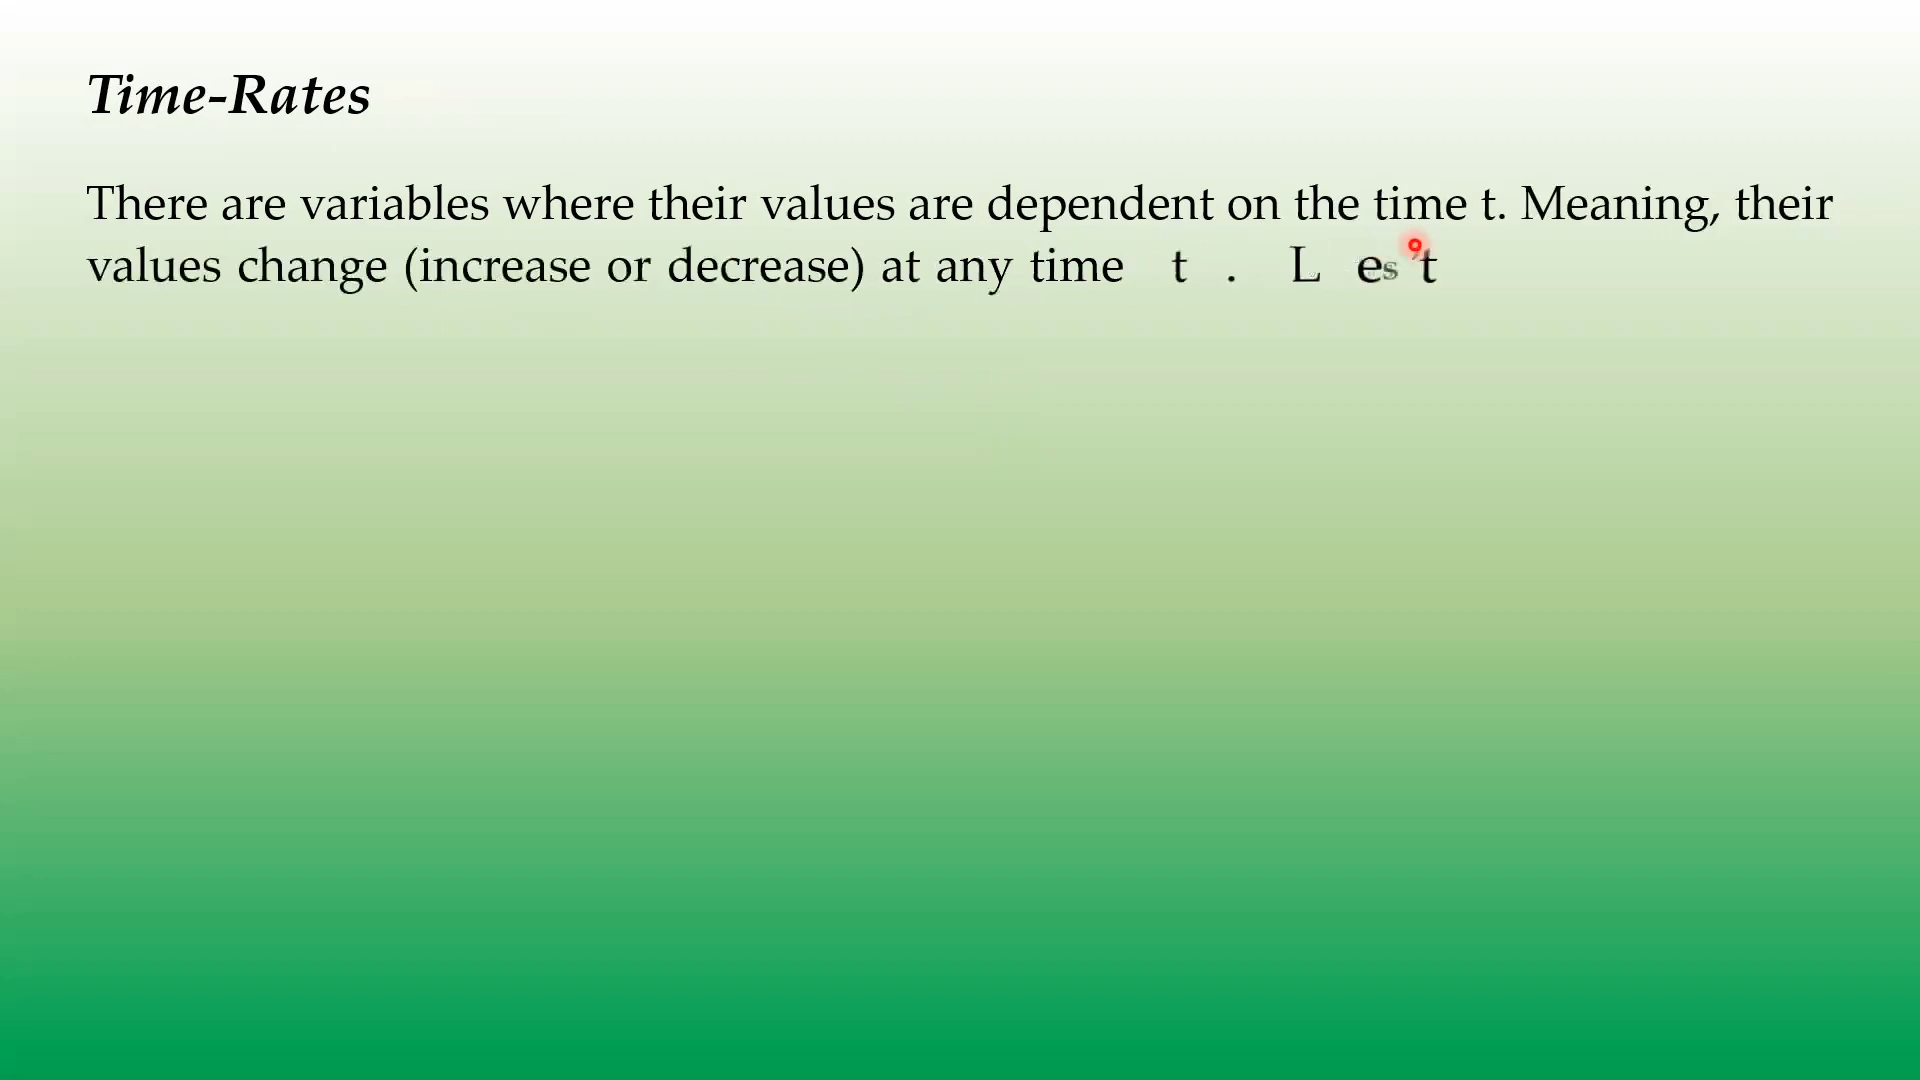 Time-Rates
There are variables where their values are dependent on the time t. Meaning, their
values change (increase or decrease) at any time t .